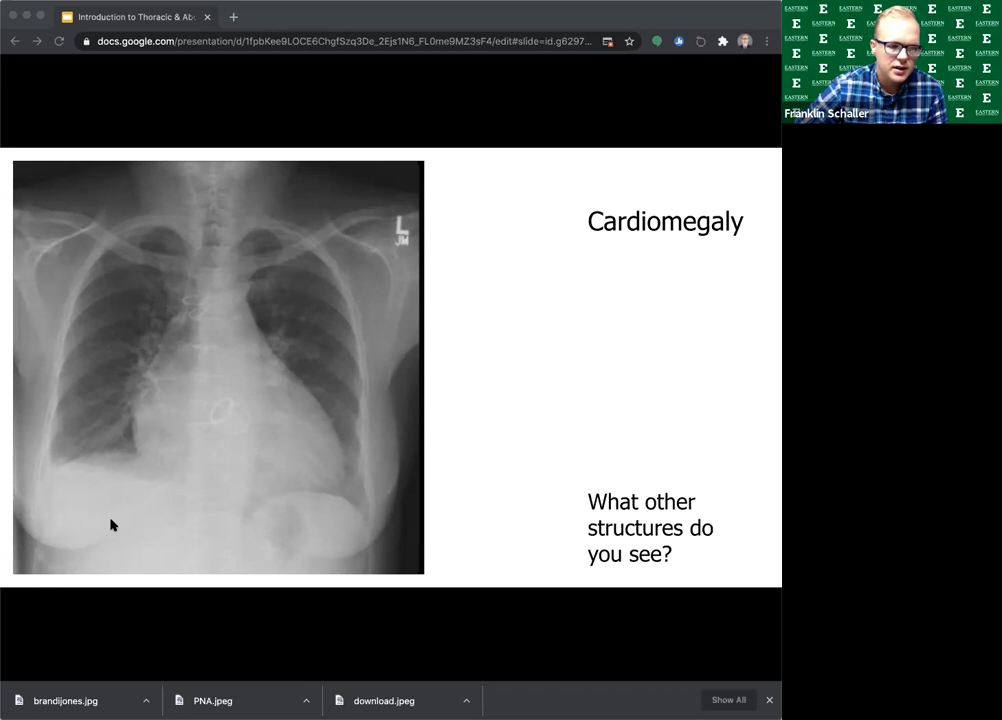 Introduction to Thoracic & Ab
docs.google.com/presentation/d/1fpbKee9LOCE6ChgfSzq3De_2Ejs1N6_FL0me9MZ3sF4/edit#slide=id.g6297...
EASTERN
Franklin Schaller
L
JM
Cardiomegaly
What other
structures do
you see?
brandijones.jpg
PNA.jpeg
download.jpeg
Show All